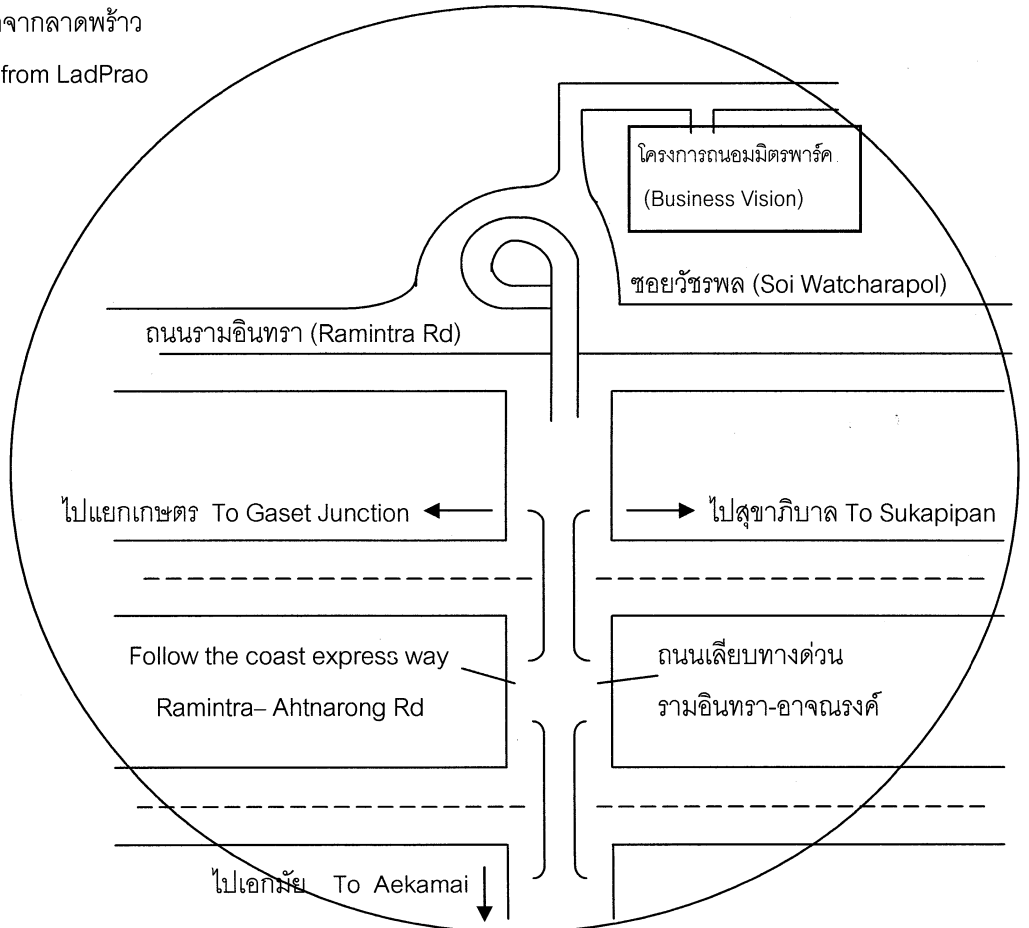 จากลาดพร้าว
from LadPrao
โครงการถนอมมิตรพาร์ค
(Business Vision)
ซอยวัชรพล (Soi Watcharapol)
ถนนรามอินทรา (Ramintra Rd)
ไปแยกเกษตร To Gaset Junction
ไปสุขาภิบาล To Sukapipan
Follow the coast express way
Ramintra– Ahtnarong Rd
ถนนเลียบทางด่วน
รามอินทรา-อาจณรงค์
ไปเอกมัย To Aekamai